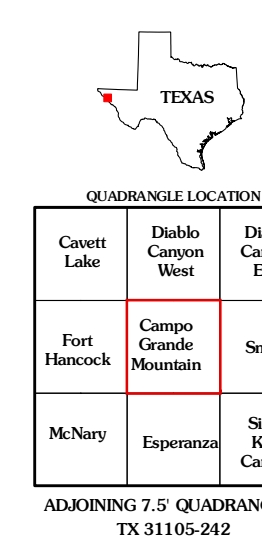 TEXAS
QUADRANGLE LOCATION
Cavett
Lake
Diablo
Canyon
West
Fort
Hancock
Campo
Grande
Mountain
McNary
Esperanza
ADJOINING 7.5'
TX 31105-242